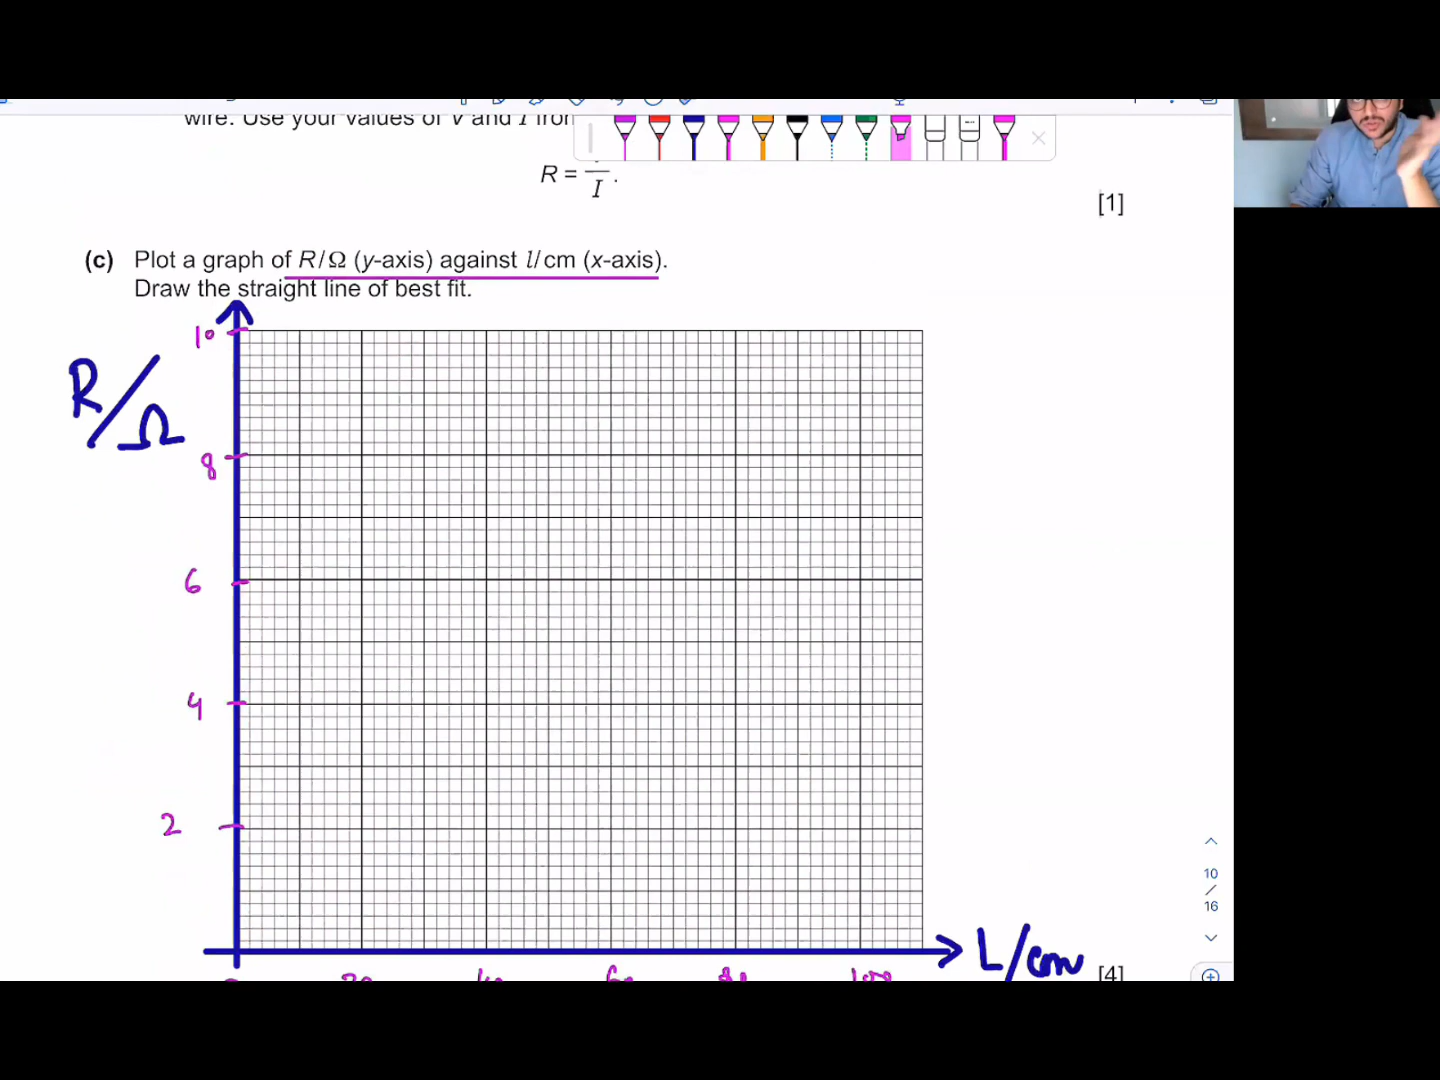 wire. Use your values of V and I from
R = I .
[1]
(c) Plot a graph of R/Ω (y-axis) against l/cm (x-axis).
Draw the straight line of best fit.
10
R/Ω
8
6
4
2
10
/
16
L/cm
[4]